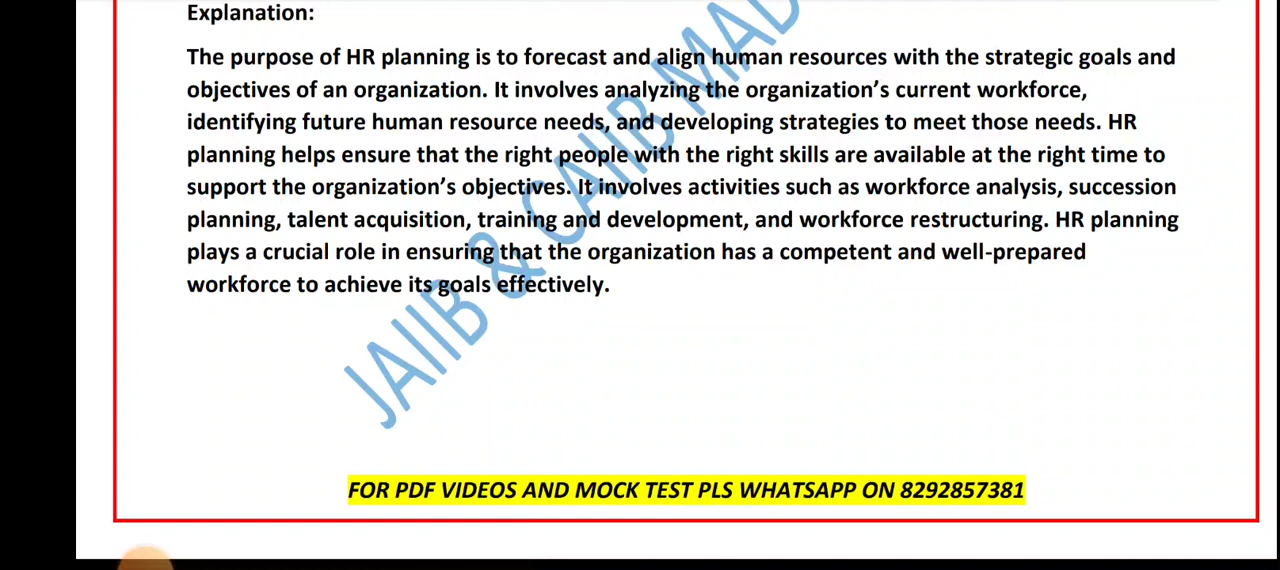 Explanation:
The purpose of HR planning is to forecast and align human resources with the strategic goals and
objectives of an organization. It involves analyzing the organization’s current workforce,
identifying future human resource needs, and developing strategies to meet those needs. HR
planning helps ensure that the right people with the right skills are available at the right time to
support the organization’s objectives. It involves activities such as workforce analysis, succession
planning, talent acquisition, training and development, and workforce restructuring. HR planning
plays a crucial role in ensuring that the organization has a competent and well-prepared
workforce to achieve its goals effectively.
JAIIB & CAIIB MAD
FOR PDF VIDEOS AND MOCK TEST PLS WHATSAPP ON 8292857381